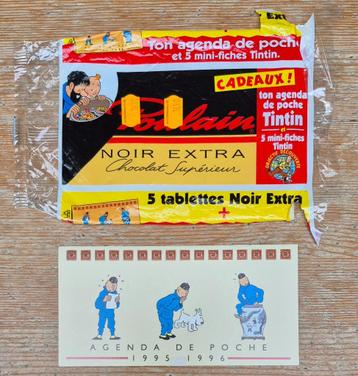 EX
Ton agenda de poche
et 5 mini-fiches Tintin.
CADEAUX !
ton agenda
de poche
Tintin
et
5 mini-fiches
Tintin
Poulain
NOIR EXTRA
Chocolat Supérieur
5 tablettes Noir Extra
+
AGENDA DE POCHE
1995 1996